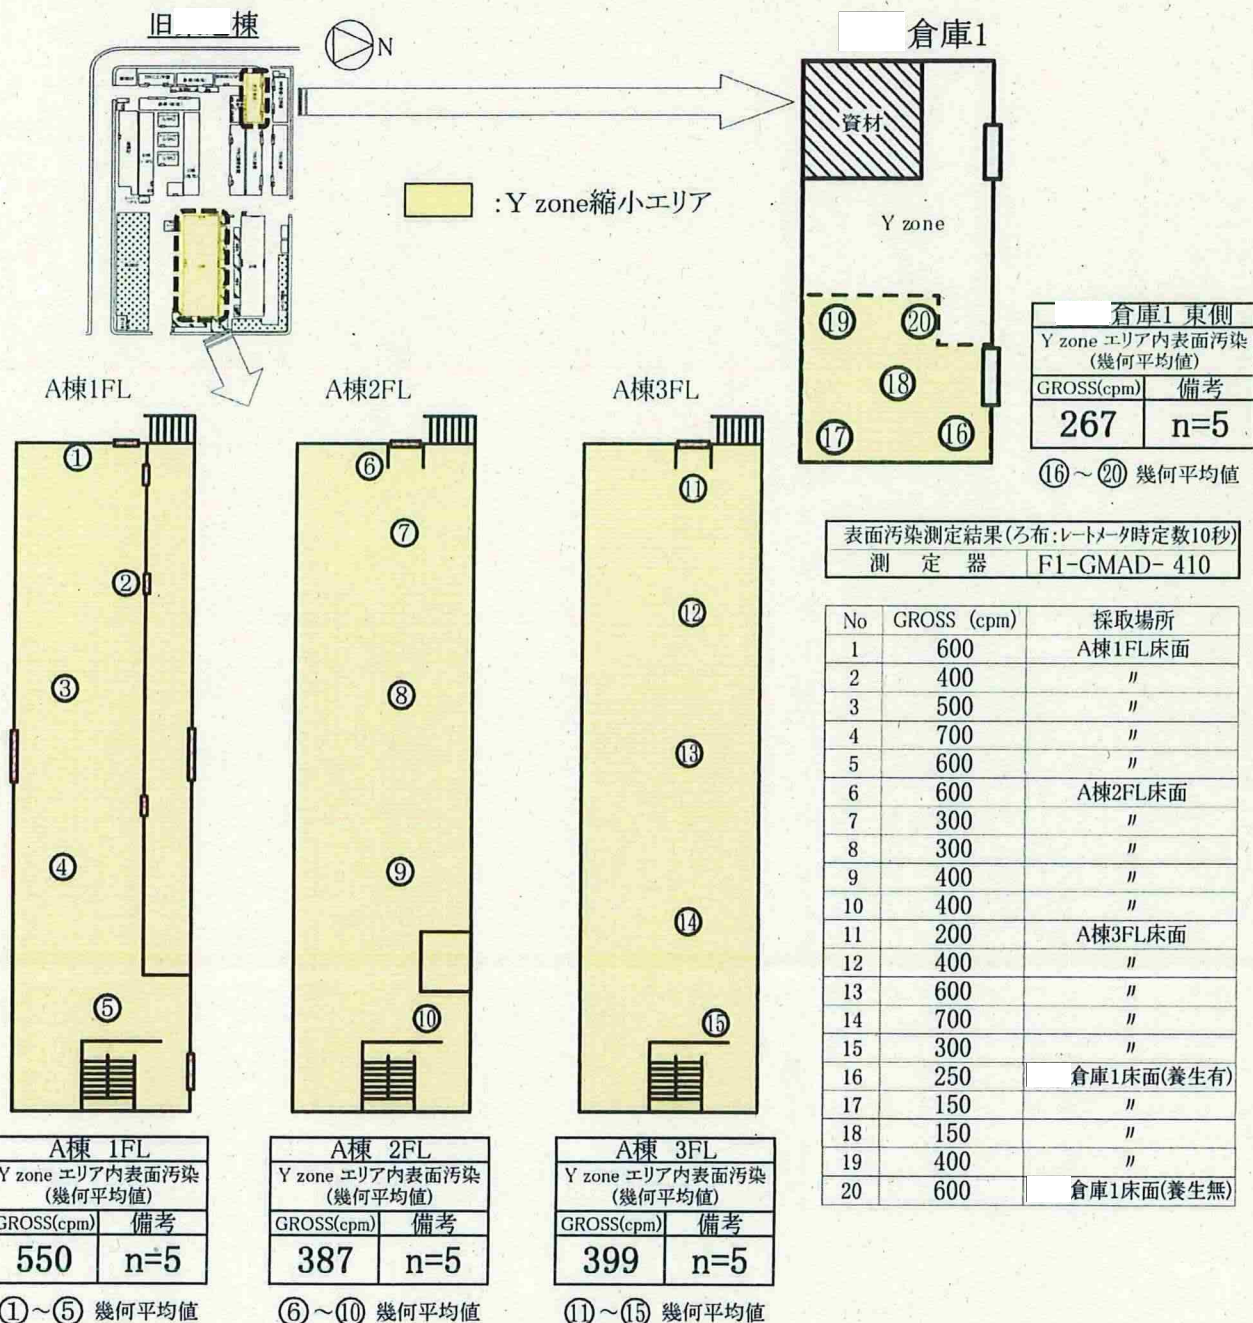 旧 棟
N
倉庫1
資材
:Y zone縮小エリア
Y zone
⑲ ⑳
⑱
⑰ ⑯
倉庫1 東側
Y zone エリア内表面汚染
(幾何平均値)
GROSS(cpm) 備考
267 n=5
⑯～⑳ 幾何平均値
A棟1FL
①
②
③
④
⑤
A棟2FL
⑥
⑦
⑧
⑨
⑩
A棟3FL
⑪
⑫
⑬
⑭
⑮
表面汚染測定結果(ろ布:レートメータ時定数10秒)
測 定 器 F1-GMAD- 410
No GROSS (cpm) 採取場所
1 600 A棟1FL床面
2 400 〃
3 500 〃
4 700 〃
5 600 〃
6 600 A棟2FL床面
7 300 〃
8 300 〃
9 400 〃
10 400 〃
11 200 A棟3FL床面
12 400 〃
13 600 〃
14 700 〃
15 300 〃
16 250 倉庫1床面(養生有)
17 150 〃
18 150 〃
19 400 〃
20 600 倉庫1床面(養生無)
A棟 1FL
Y zone エリア内表面汚染
(幾何平均値)
GROSS(cpm) 備考
550 n=5
①～⑤ 幾何平均値
A棟 2FL
Y zone エリア内表面汚染
(幾何平均値)
GROSS(cpm) 備考
387 n=5
⑥～⑩ 幾何平均値
A棟 3FL
Y zone エリア内表面汚染
(幾何平均値)
GROSS(cpm) 備考
399 n=5
⑪～⑮ 幾何平均値